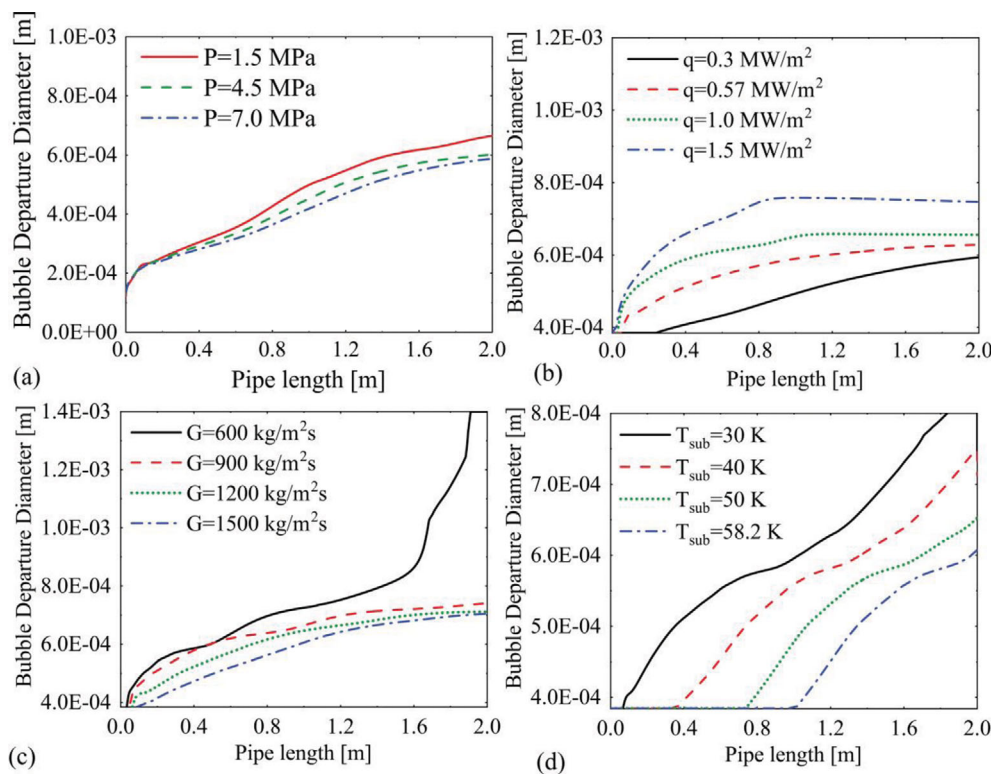 1.0E-03
8.0E-04
6.0E-04
4.0E-04
2.0E-04
0.0E+00
Bubble Departure Diameter [m]
P=1.5 MPa
P=4.5 MPa
P=7.0 MPa
0.0 0.4 0.8 1.2 1.6 2.0
Pipe length [m]
(a)
1.2E-03
1.0E-03
8.0E-04
6.0E-04
4.0E-04
Bubble Departure Diameter [m]
q=0.3 MW/m²
q=0.57 MW/m²
q=1.0 MW/m²
q=1.5 MW/m²
0.0 0.4 0.8 1.2 1.6 2.0
Pipe length [m]
(b)
1.4E-03
1.2E-03
1.0E-03
8.0E-04
6.0E-04
4.0E-04
Bubble Departure Diameter [m]
G=600 kg/m²s
G=900 kg/m²s
G=1200 kg/m²s
G=1500 kg/m²s
0.0 0.4 0.8 1.2 1.6 2.0
Pipe length [m]
(c)
8.0E-04
7.0E-04
6.0E-04
5.0E-04
4.0E-04
Bubble Departure Diameter [m]
T_sub=30 K
T_sub=40 K
T_sub=50 K
T_sub=58.2 K
0.0 0.4 0.8 1.2 1.6 2.0
Pipe length [m]
(d)